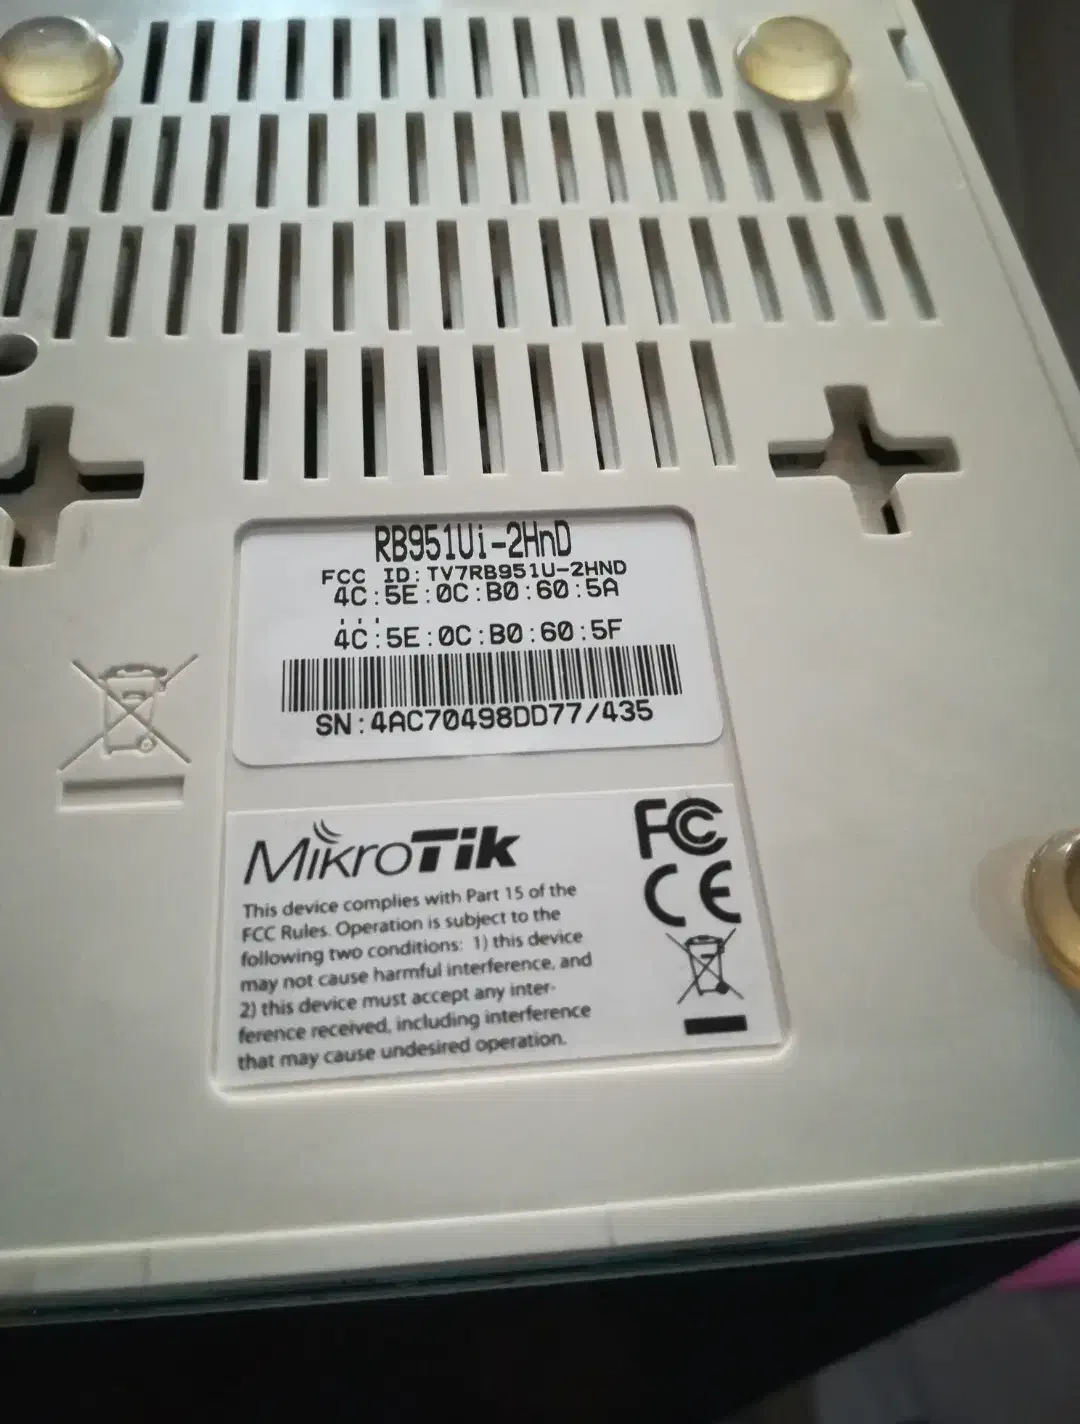 RB951Ui-2HnD
FCC ID:TV7RB951U-2HND
4C:5E:0C:B0:60:5A
...
4C:5E:0C:B0:60:5F
SN:4AC70498DD77/435
MikroTik
FC
CE
This device complies with Part 15 of the
FCC Rules. Operation is subject to the
following two conditions: 1) this device
may not cause harmful interference, and
2) this device must accept any inter-
ference received, including interference
that may cause undesired operation.